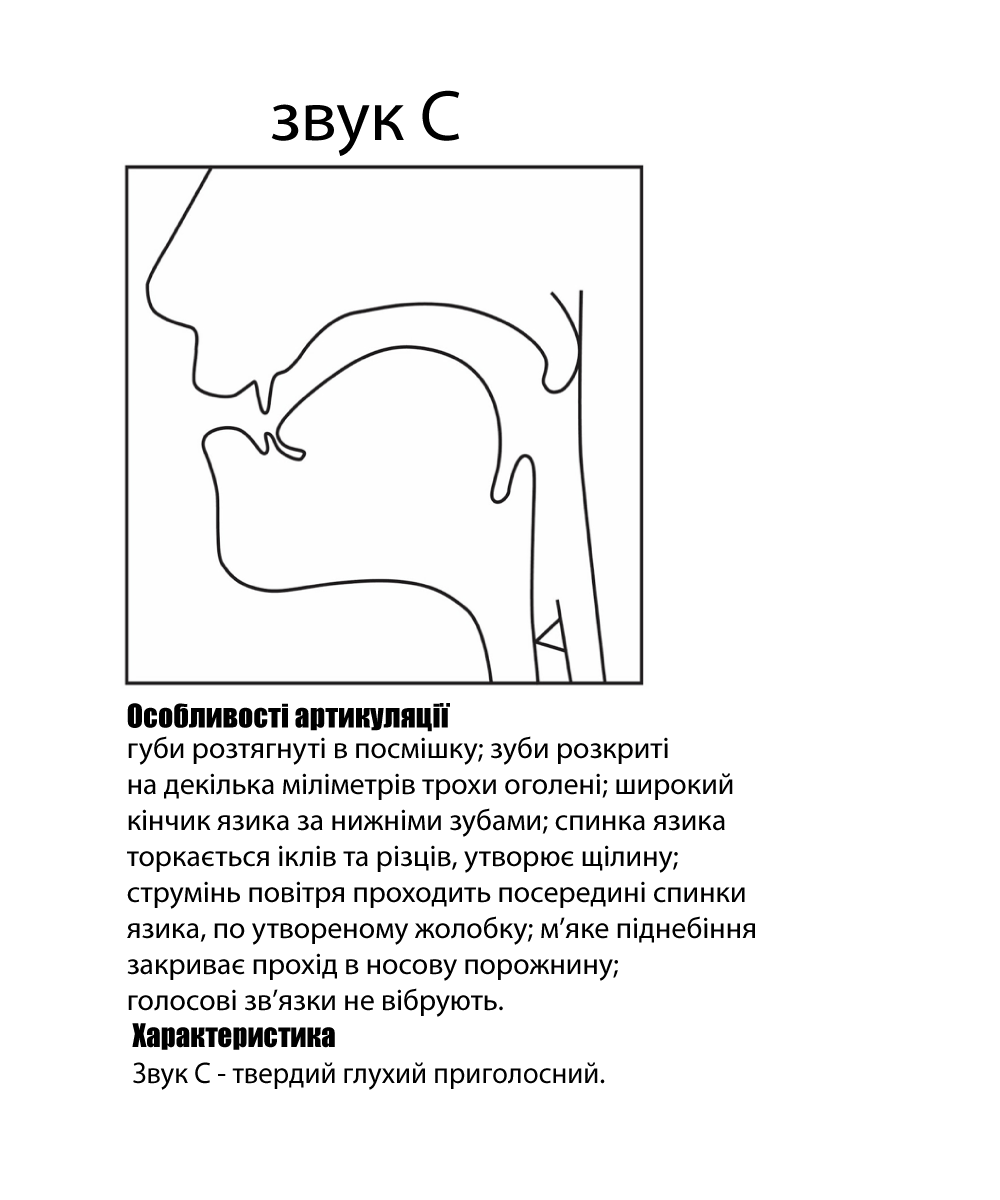 звук С
Особливості артикуляції
губи розтягнуті в посмішку; зуби розкриті
на декілька міліметрів трохи оголені; широкий
кінчик язика за нижніми зубами; спинка язика
торкається іклів та різців, утворює щілину;
струмінь повітря проходить посередині спинки
язика, по утвореному жолобку; м’яке піднебіння
закриває прохід в носову порожнину;
голосові зв’язки не вібрують.
Характеристика
Звук С - твердий глухий приголосний.